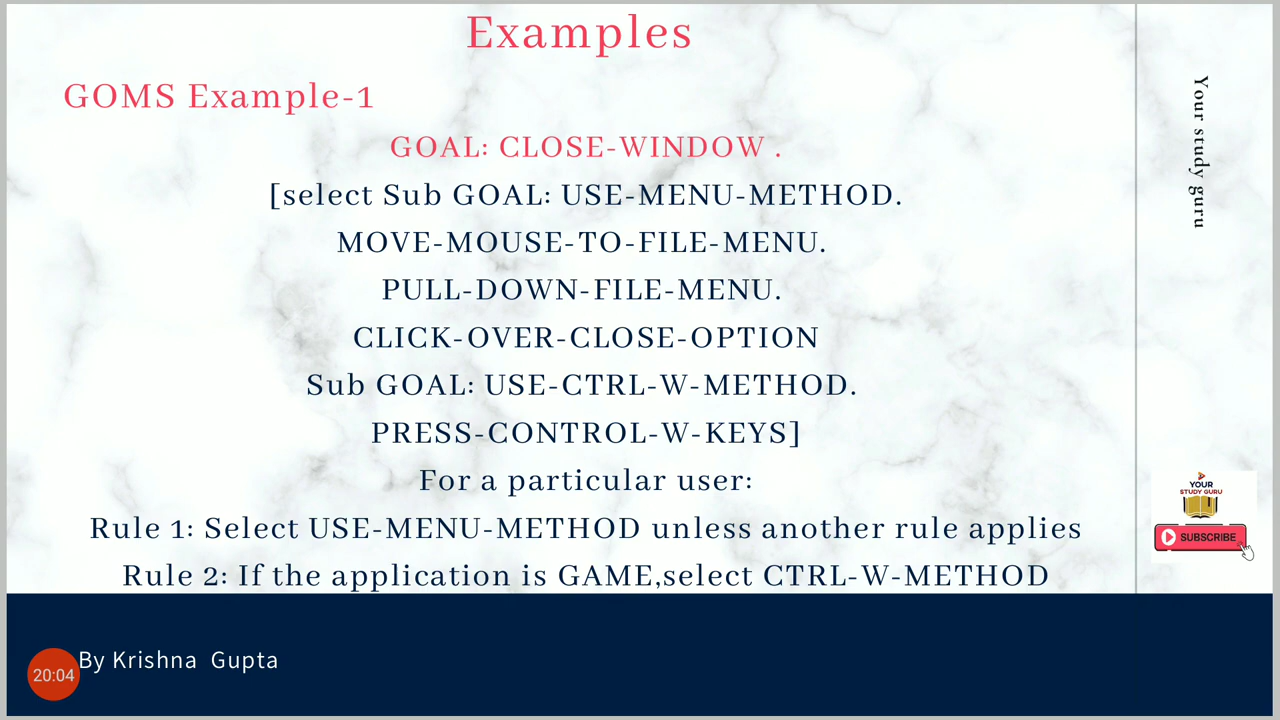 Examples
GOMS Example-1
GOAL: CLOSE-WINDOW .
[select Sub GOAL: USE-MENU-METHOD.
MOVE-MOUSE-TO-FILE-MENU.
PULL-DOWN-FILE-MENU.
CLICK-OVER-CLOSE-OPTION
Sub GOAL: USE-CTRL-W-METHOD.
PRESS-CONTROL-W-KEYS]
For a particular user:
Rule 1: Select USE-MENU-METHOD unless another rule applies
Rule 2: If the application is GAME,select CTRL-W-METHOD
Your study guru
YOUR
STUDY GURU
SUBSCRIBE
By Krishna Gupta
20:04